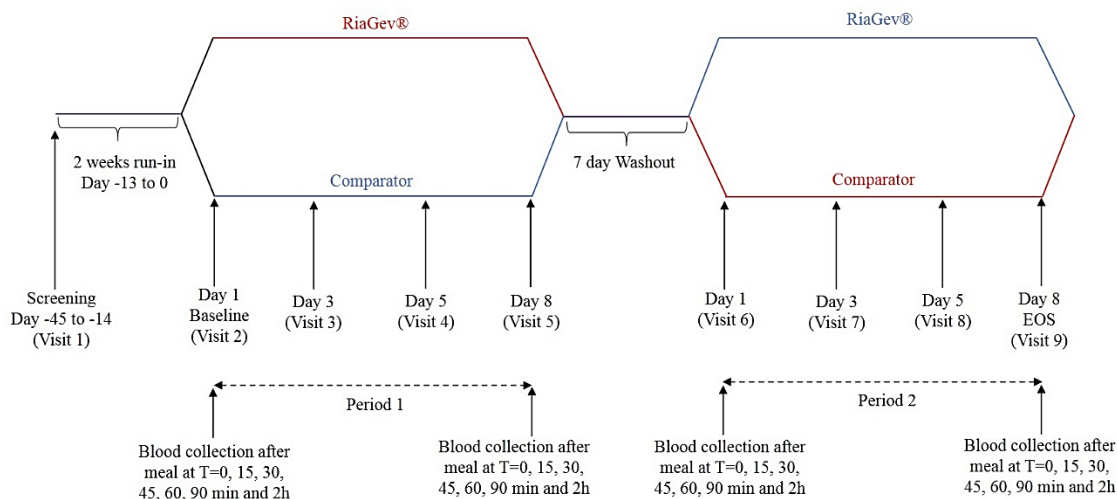 RiaGev®
RiaGev®
2 weeks run-in
Day -13 to 0
7 day Washout
Comparator
Comparator
Screening
Day -45 to -14
(Visit 1)
Day 1
Baseline
(Visit 2)
Day 3
(Visit 3)
Day 5
(Visit 4)
Day 8
(Visit 5)
Day 1
(Visit 6)
Day 3
(Visit 7)
Day 5
(Visit 8)
Day 8
EOS
(Visit 9)
Period 1
Period 2
Blood collection after
meal at T=0, 15, 30,
45, 60, 90 min and 2h
Blood collection after
meal at T=0, 15, 30,
45, 60, 90 min and 2h
Blood collection after
meal at T=0, 15, 30,
45, 60, 90 min and 2h
Blood collection after
meal at T=0, 15, 30,
45, 60, 90 min and 2h